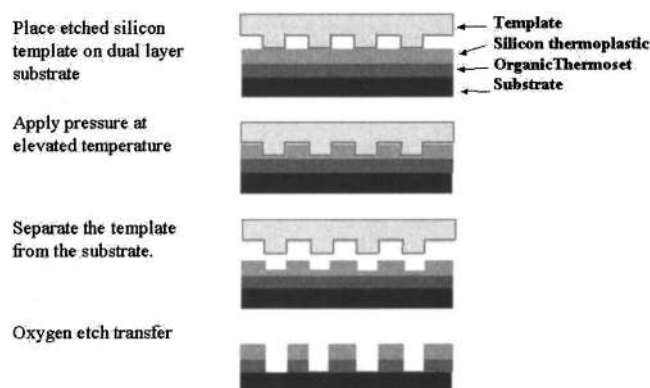 Place etched silicon
template on dual layer
substrate
Template
Silicon thermoplastic
OrganicThermoset
Substrate
Apply pressure at
elevated temperature
Separate the template
from the substrate.
Oxygen etch transfer